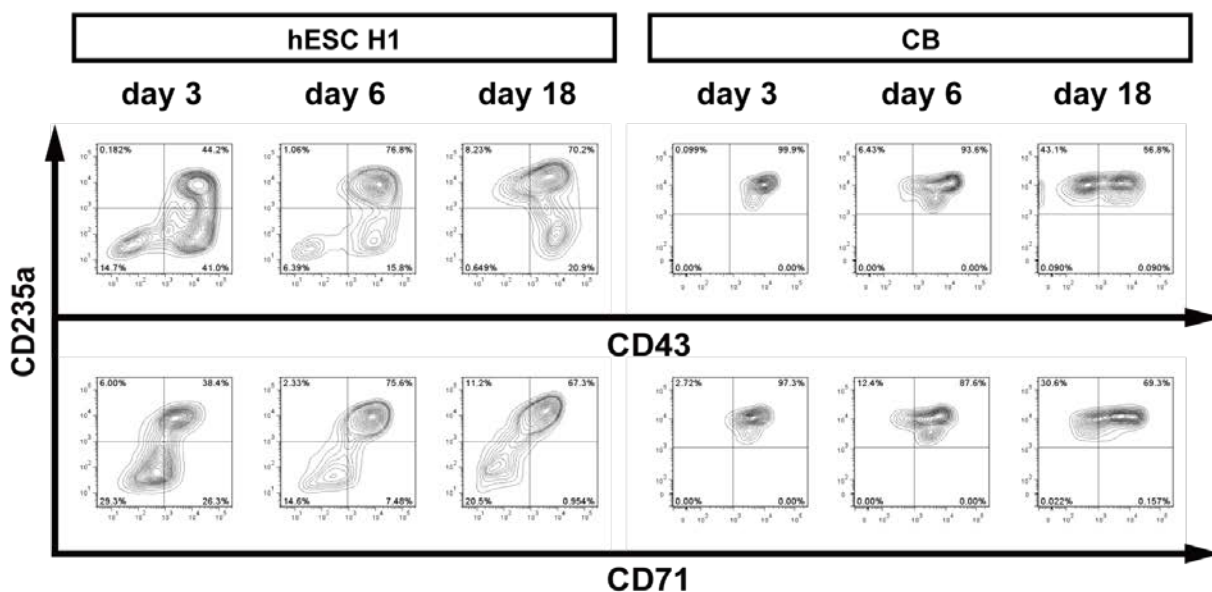 hESC H1 CB
day 3 day 6 day 18 day 3 day 6 day 18
0.182% 44.2% 1.06% 76.8% 8.23% 70.2% 0.099% 99.9% 6.43% 93.6% 43.1% 56.8%
14.7% 41.0% 6.39% 15.8% 0.649% 20.9% 0.00% 0.00% 0.00% 0.00% 0.090% 0.090%
CD235a
CD43
6.00% 38.4% 2.33% 75.6% 11.2% 67.3% 2.72% 97.3% 12.4% 87.6% 30.6% 69.3%
29.3% 26.3% 14.6% 7.48% 20.5% 0.954% 0.00% 0.00% 0.00% 0.00% 0.022% 0.157%
CD71